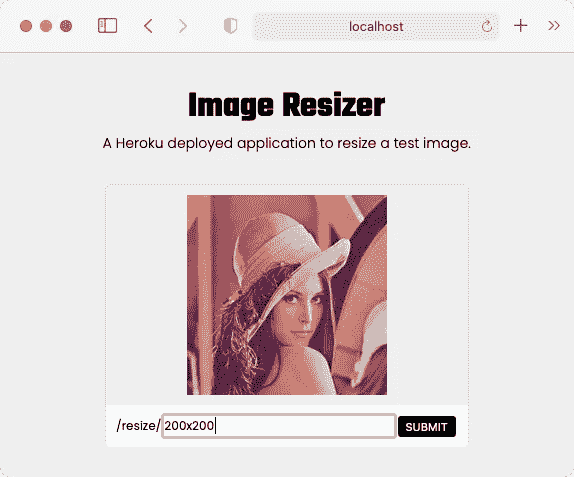 localhost
Image Resizer
A Heroku deployed application to resize a test image.
/resize/ 200x200 SUBMIT